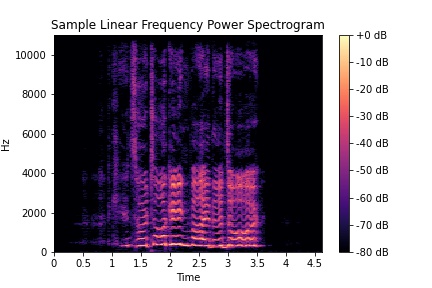 Sample Linear Frequency Power Spectrogram
10000
8000
6000
4000
2000
0
Hz
0 0.5 1 1.5 2 2.5 3 3.5 4 4.5
Time
+0 dB
-10 dB
-20 dB
-30 dB
-40 dB
-50 dB
-60 dB
-70 dB
-80 dB